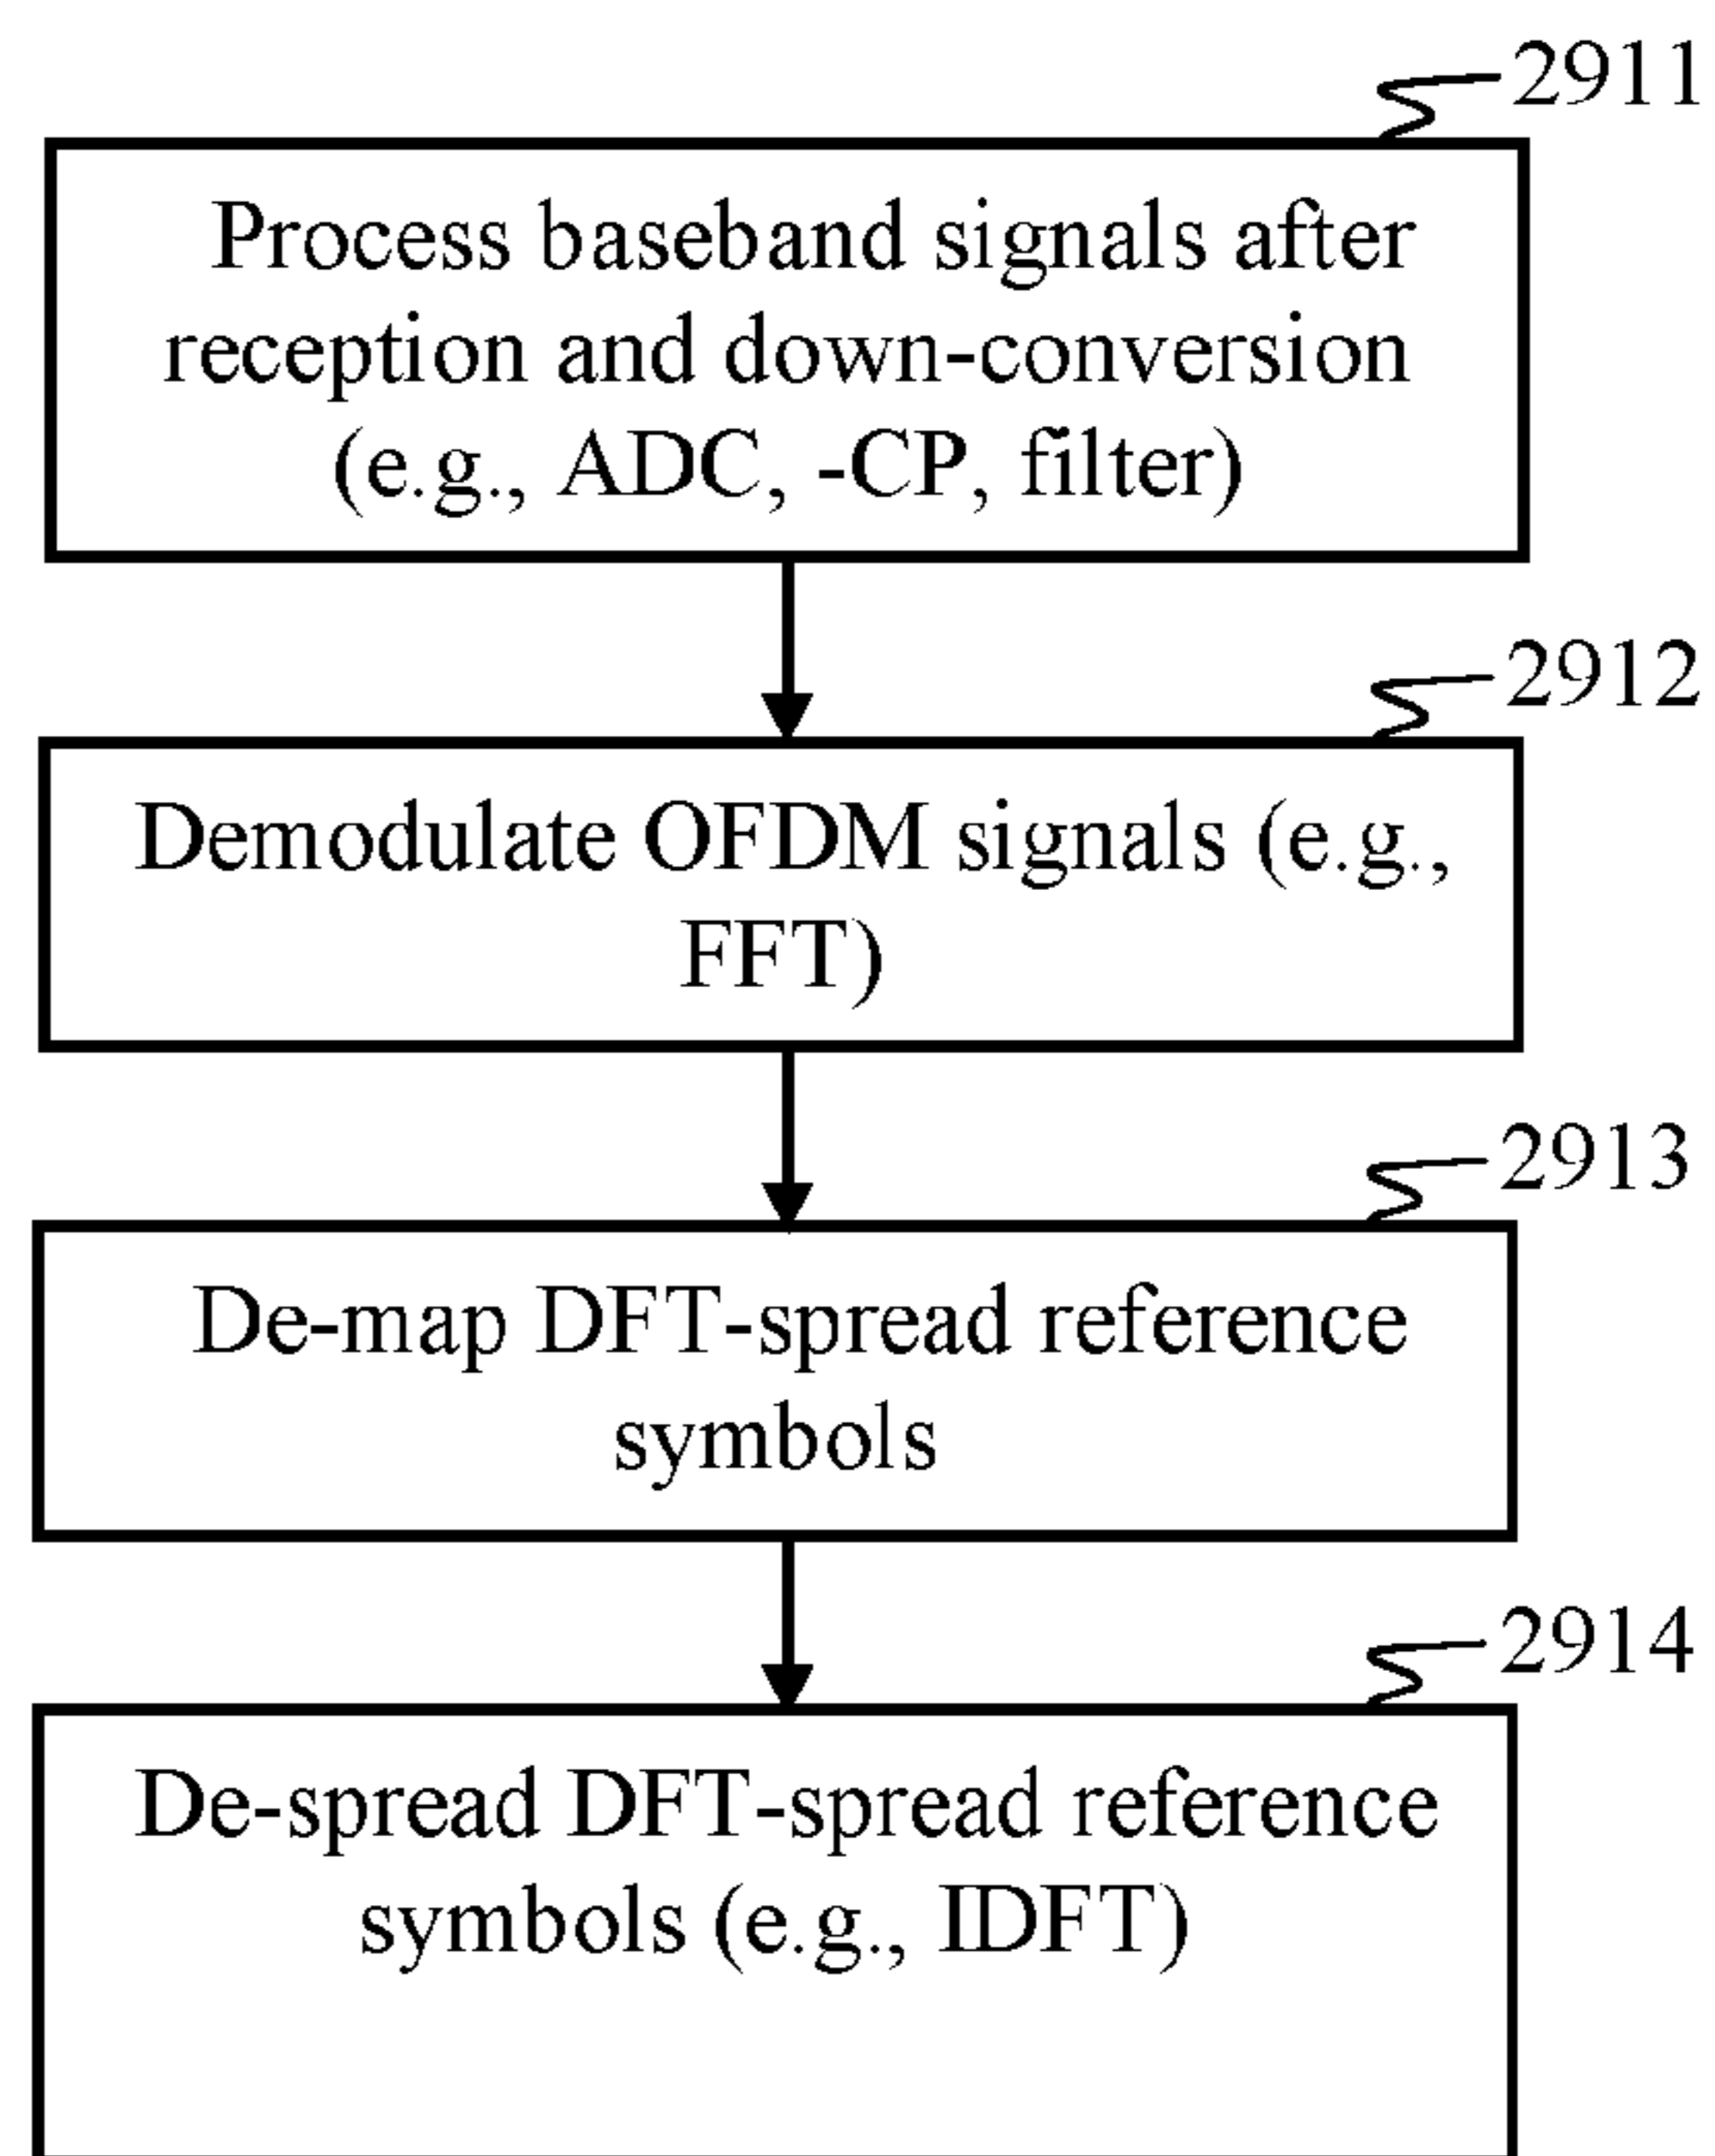 2911
Process baseband signals after
reception and down-conversion
(e.g., ADC, -CP, filter)
2912
Demodulate OFDM signals (e.g.,
FFT)
2913
De-map DFT-spread reference
symbols
2914
De-spread DFT-spread reference
symbols (e.g., IDFT)